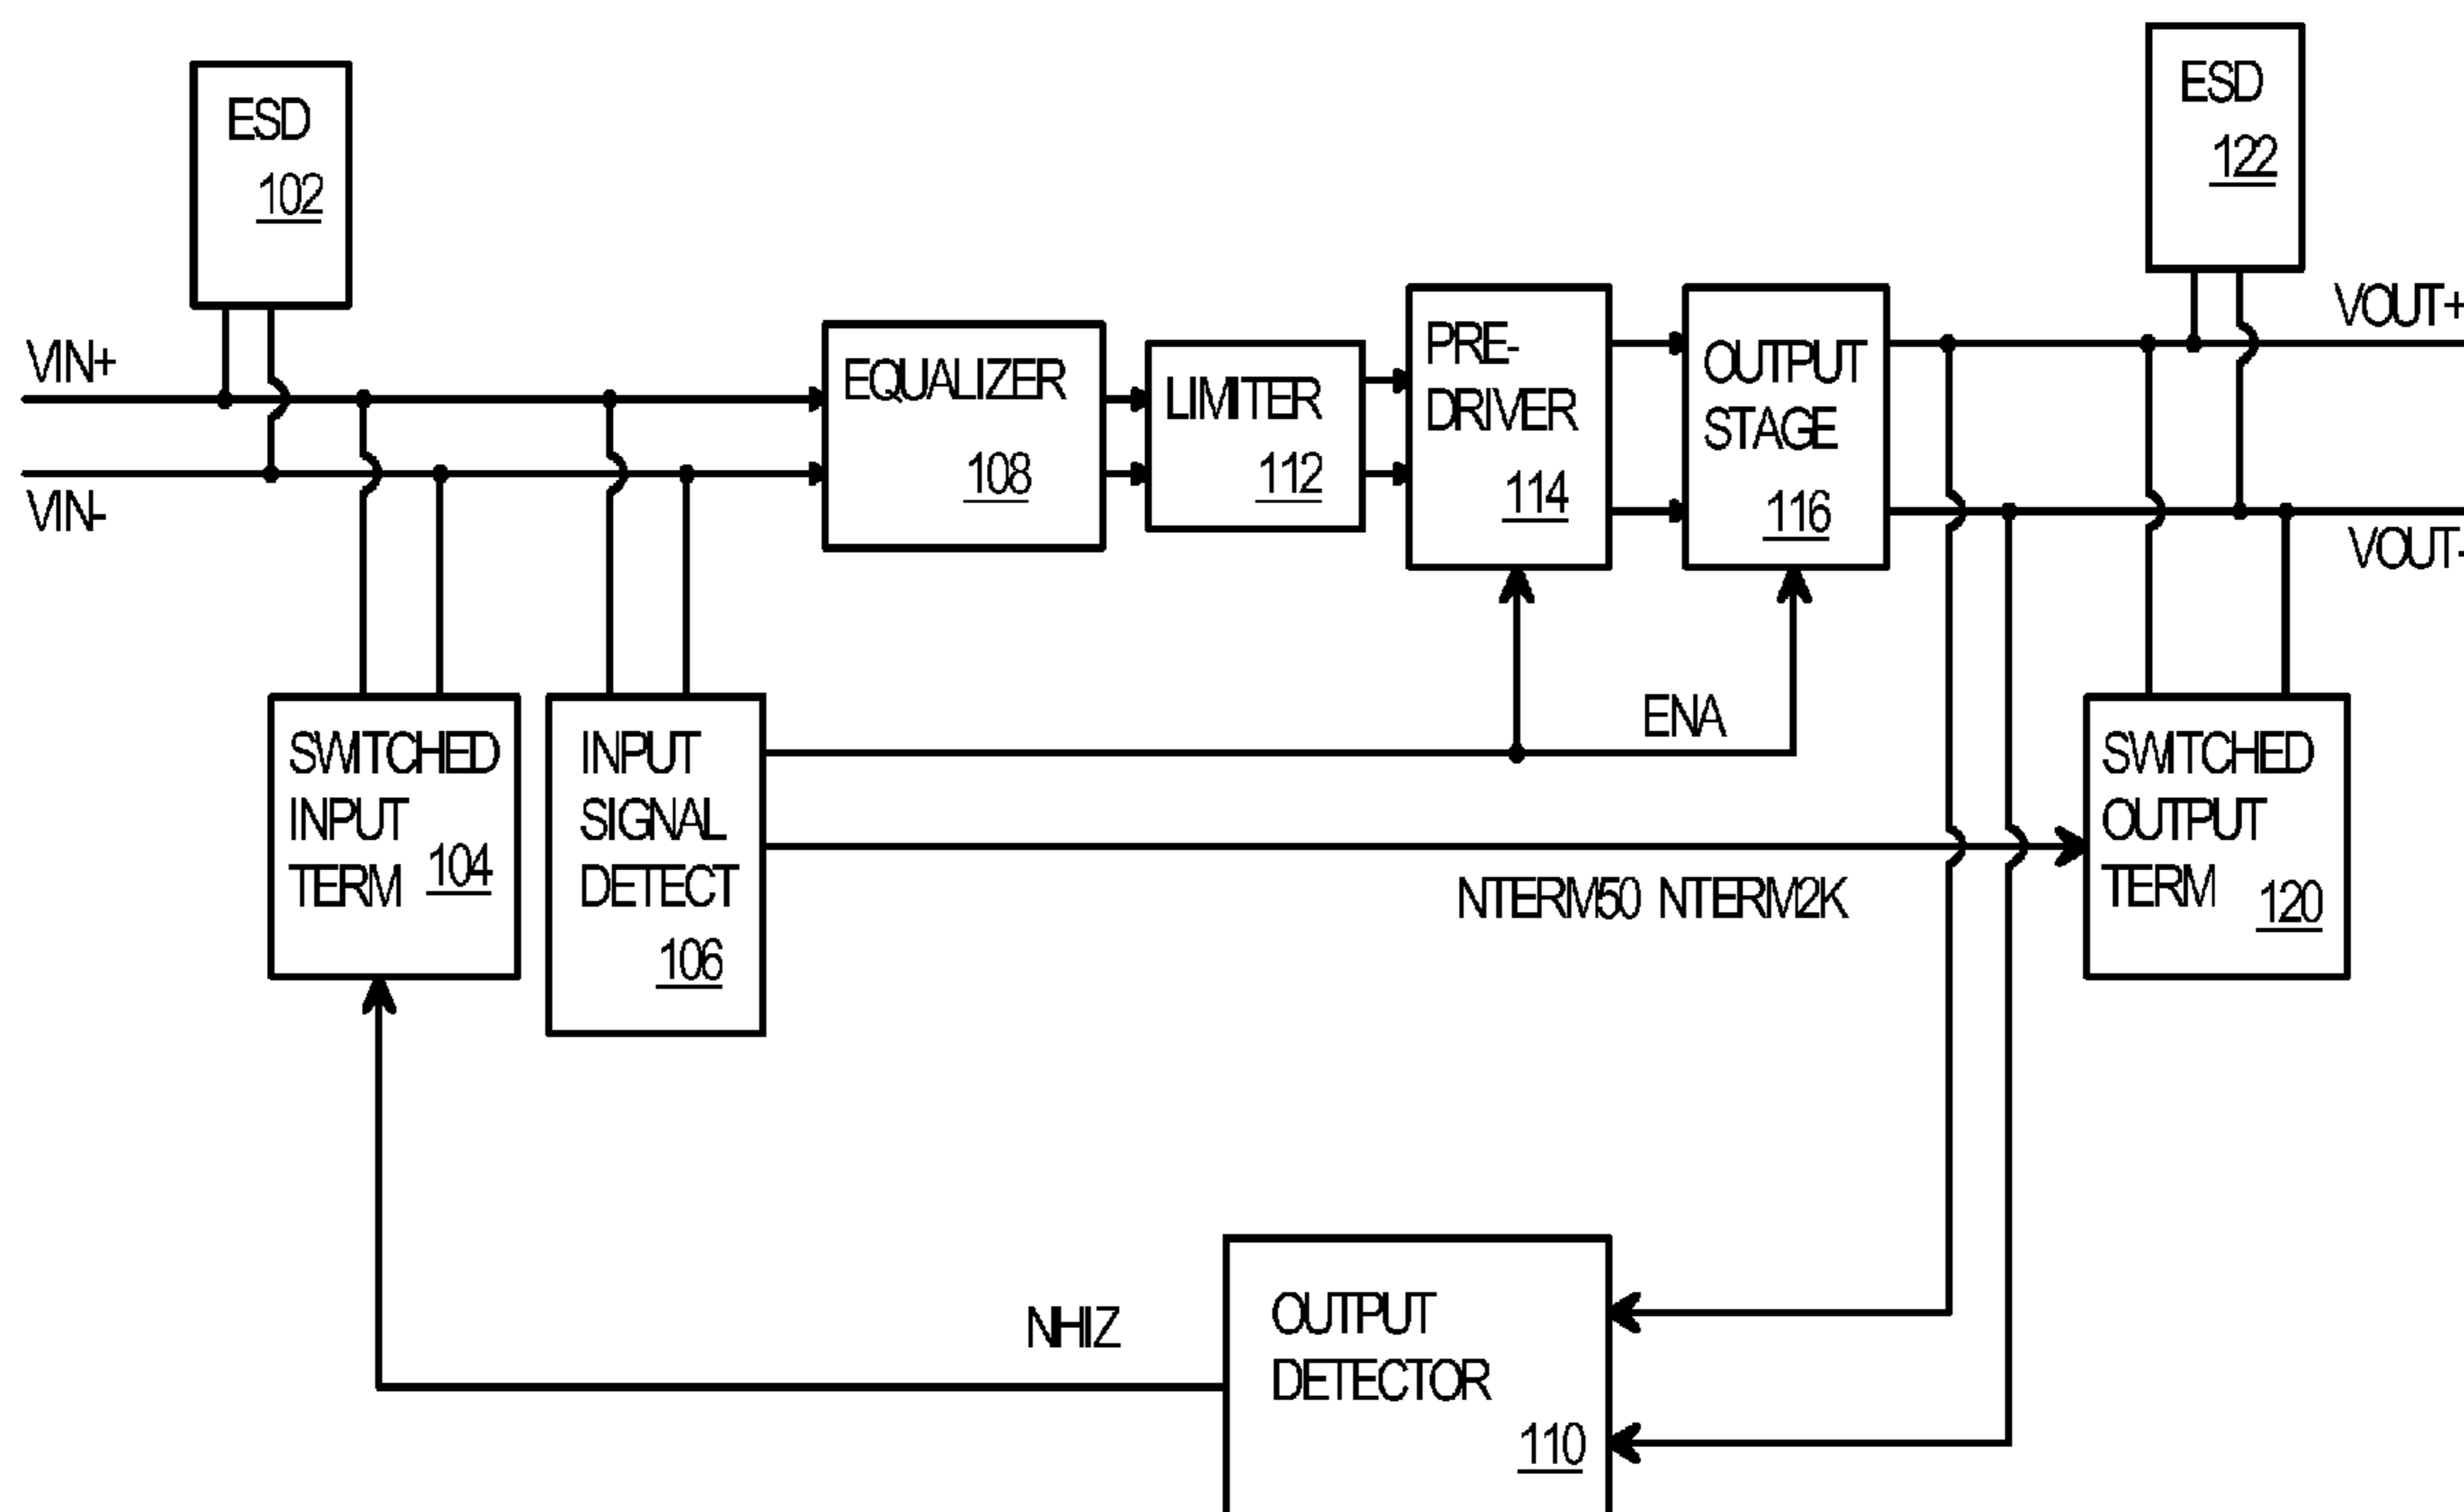 ESD
102
ESD
122
VIN+
VIN-
EQUALIZER
108
LIMITER
112
PRE-
DRIVER
114
OUTPUT
STAGE
116
VOUT+
VOUT-
SWITCHED
INPUT
TERM 104
INPUT
SIGNAL
DETECT
106
ENA
NTERM50 NTERM2K
SWITCHED
OUTPUT
TERM 120
NHIZ
OUTPUT
DETECTOR
110